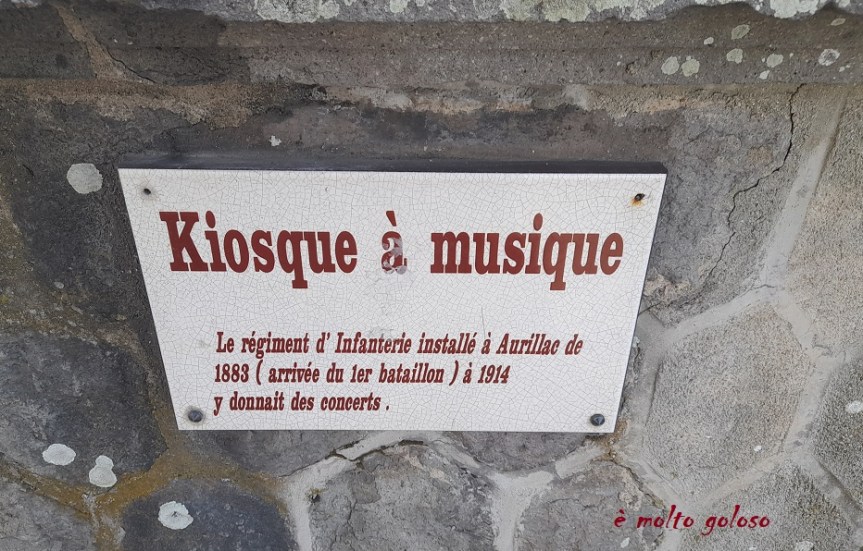 Kiosque à musique
Le régiment d' Infanterie installé à Aurillac de
1883 ( arrivée du 1er bataillon ) à 1914
y donnait des concerts .
è molto goloso